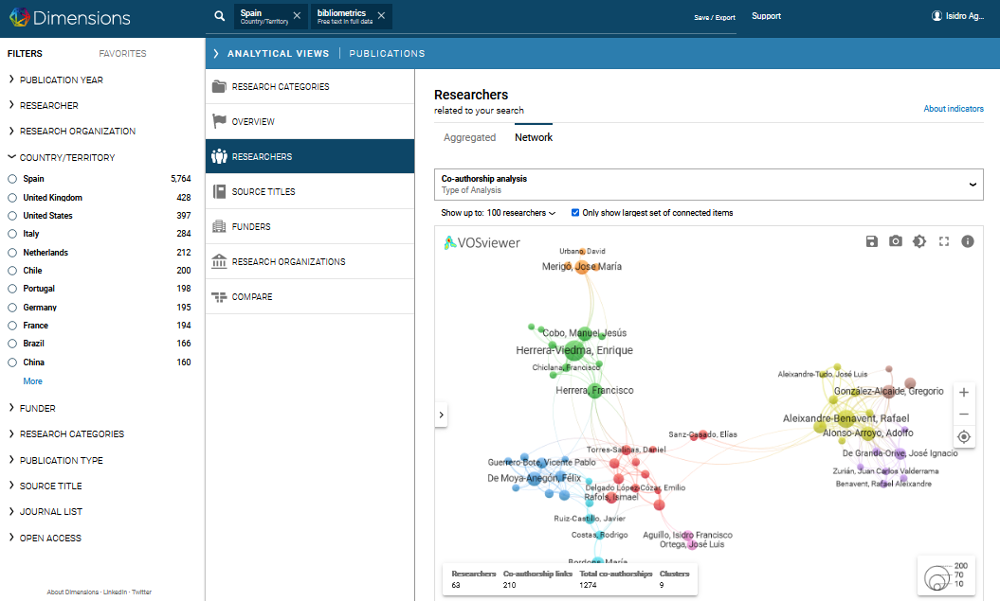 Dimensions
Spain
Country/Territory
bibliometrics
Free text in full data
Save / Export
Support
Isidro Ag...
FILTERS
FAVORITES
PUBLICATION YEAR
RESEARCHER
RESEARCH ORGANIZATION
COUNTRY/TERRITORY
Spain 5,764
United Kingdom 428
United States 397
Italy 284
Netherlands 212
Chile 200
Portugal 198
Germany 195
France 194
Brazil 166
China 160
More
FUNDER
RESEARCH CATEGORIES
PUBLICATION TYPE
SOURCE TITLE
JOURNAL LIST
OPEN ACCESS
About Dimensions · LinkedIn · Twitter
ANALYTICAL VIEWS
PUBLICATIONS
RESEARCH CATEGORIES
OVERVIEW
RESEARCHERS
SOURCE TITLES
FUNDERS
RESEARCH ORGANIZATIONS
COMPARE
Researchers
related to your search
About indicators
Aggregated
Network
Co-authorship analysis
Type of Analysis
Show up to: 100 researchers
Only show largest set of connected items
VOSviewer
Urbano, David
Merigó, Jose María
Cobo, Manuel Jesús
Herrera-Viedma, Enrique
Chiclana, Francisco
Herrera, Francisco
Aleixandre-Tudo, José Luis
González-Alcaide, Gregorio
Aleixandre-Benavent, Rafael
Alonso-Arroyo, Adolfo
Sanz-Casado, Elías
Torres-Salinas, Daniel
De Granda-Orive, José Ignacio
Guerrero-Bote, Vicente Pablo
Zurián, Juan Carlos Valderrama
De Moya-Anegón, Félix
Benavent, Rafael Aleixandre
Delgado López-Cózar, Emilio
Rafols, Ismael
Ruiz-Castillo, Javier
Costas, Rodrigo
Aguillo, Isidro Francisco
Ortega, José Luis
Bordons, María
Researchers Co-authorship links Total co-authorships Clusters
63 210 1274 9
200
70
10